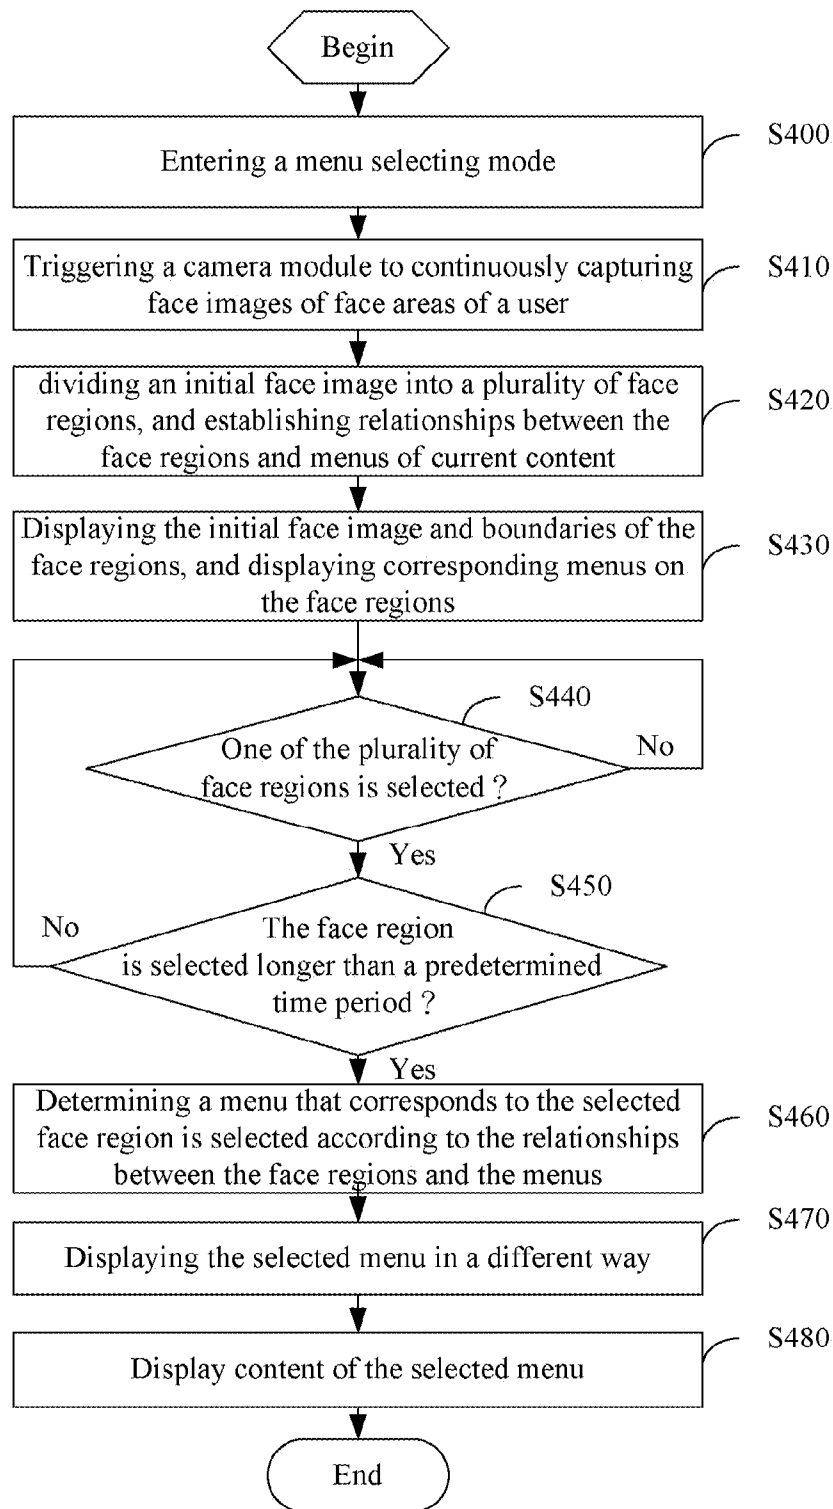 Begin
Entering a menu selecting mode
S400
Triggering a camera module to continuously capturing
face images of face areas of a user
S410
dividing an initial face image into a plurality of face
regions, and establishing relationships between the
face regions and menus of current content
S420
Displaying the initial face image and boundaries of the
face regions, and displaying corresponding menus on
the face regions
S430
S440
One of the plurality of
face regions is selected ?
No
Yes
S450
No
The face region
is selected longer than a predetermined
time period ?
Yes
Determining a menu that corresponds to the selected
face region is selected according to the relationships
between the face regions and the menus
S460
Displaying the selected menu in a different way
S470
Display content of the selected menu
S480
End